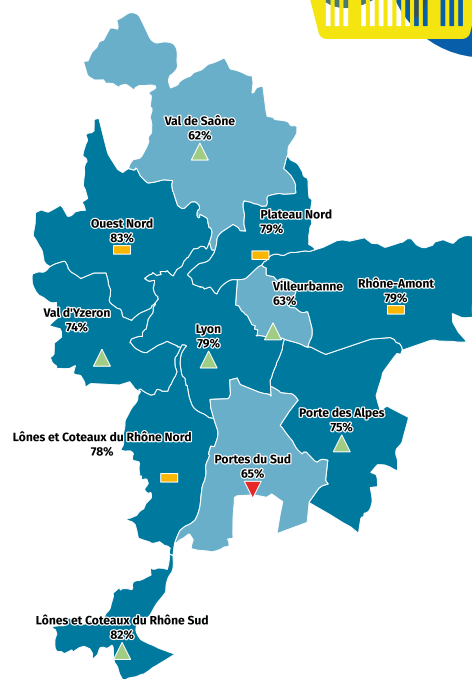 Val de Saône
62%
Ouest Nord
83%
Plateau Nord
79%
Villeurbanne
63%
Rhône-Amont
79%
Val d'Yzeron
74%
Lyon
79%
Porte des Alpes
75%
Lônes et Coteaux du Rhône Nord
78%
Portes du Sud
65%
Lônes et Coteaux du Rhône Sud
82%